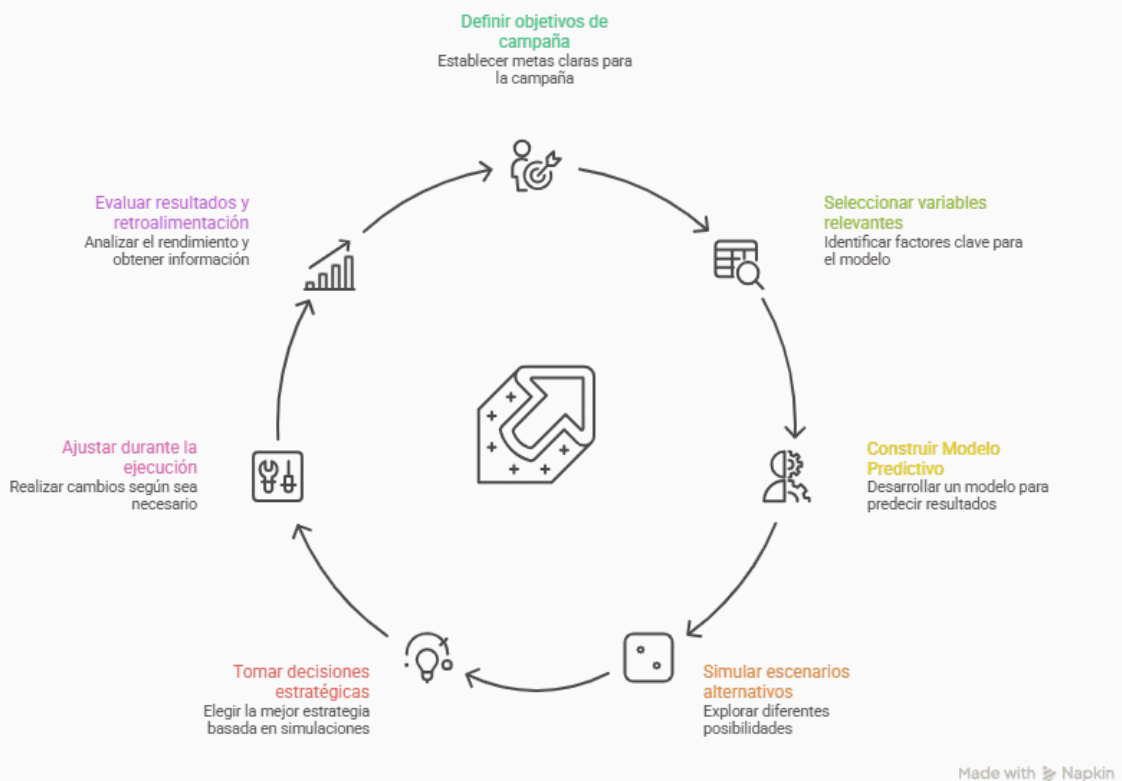 Definir objetivos de
campaña
Establecer metas claras para
la campaña
Seleccionar variables
relevantes
Identificar factores clave para
el modelo
Construir Modelo
Predictivo
Desarrollar un modelo para
predecir resultados
Simular escenarios
alternativos
Explorar diferentes
posibilidades
Tomar decisiones
estratégicas
Elegir la mejor estrategia
basada en simulaciones
Ajustar durante la
ejecución
Realizar cambios según sea
necesario
Evaluar resultados y
retroalimentación
Analizar el rendimiento y
obtener información
Made with Napkin